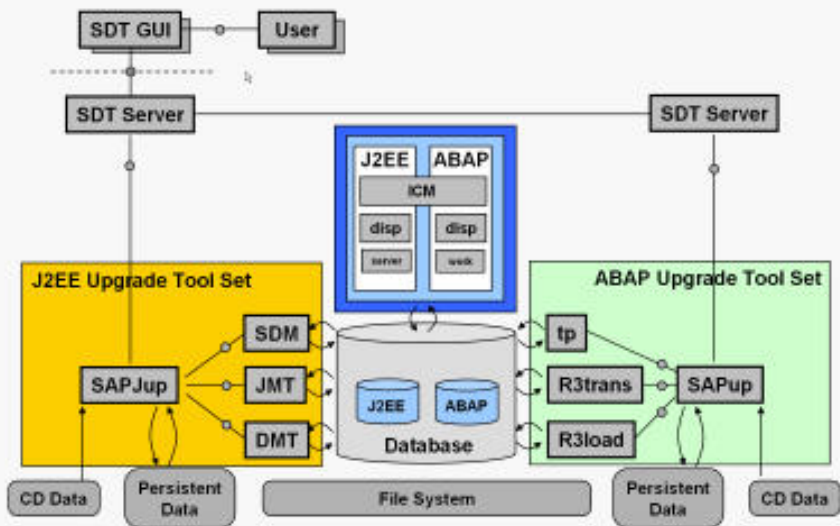 SDT GUI
User
SDT Server
SDT Server
J2EE
ABAP
ICM
disp
disp
server
work
J2EE Upgrade Tool Set
ABAP Upgrade Tool Set
SDM
tp
SAPJup
JMT
R3trans
SAPup
J2EE
ABAP
DMT
R3load
Database
CD Data
Persistent
Data
File System
Persistent
Data
CD Data